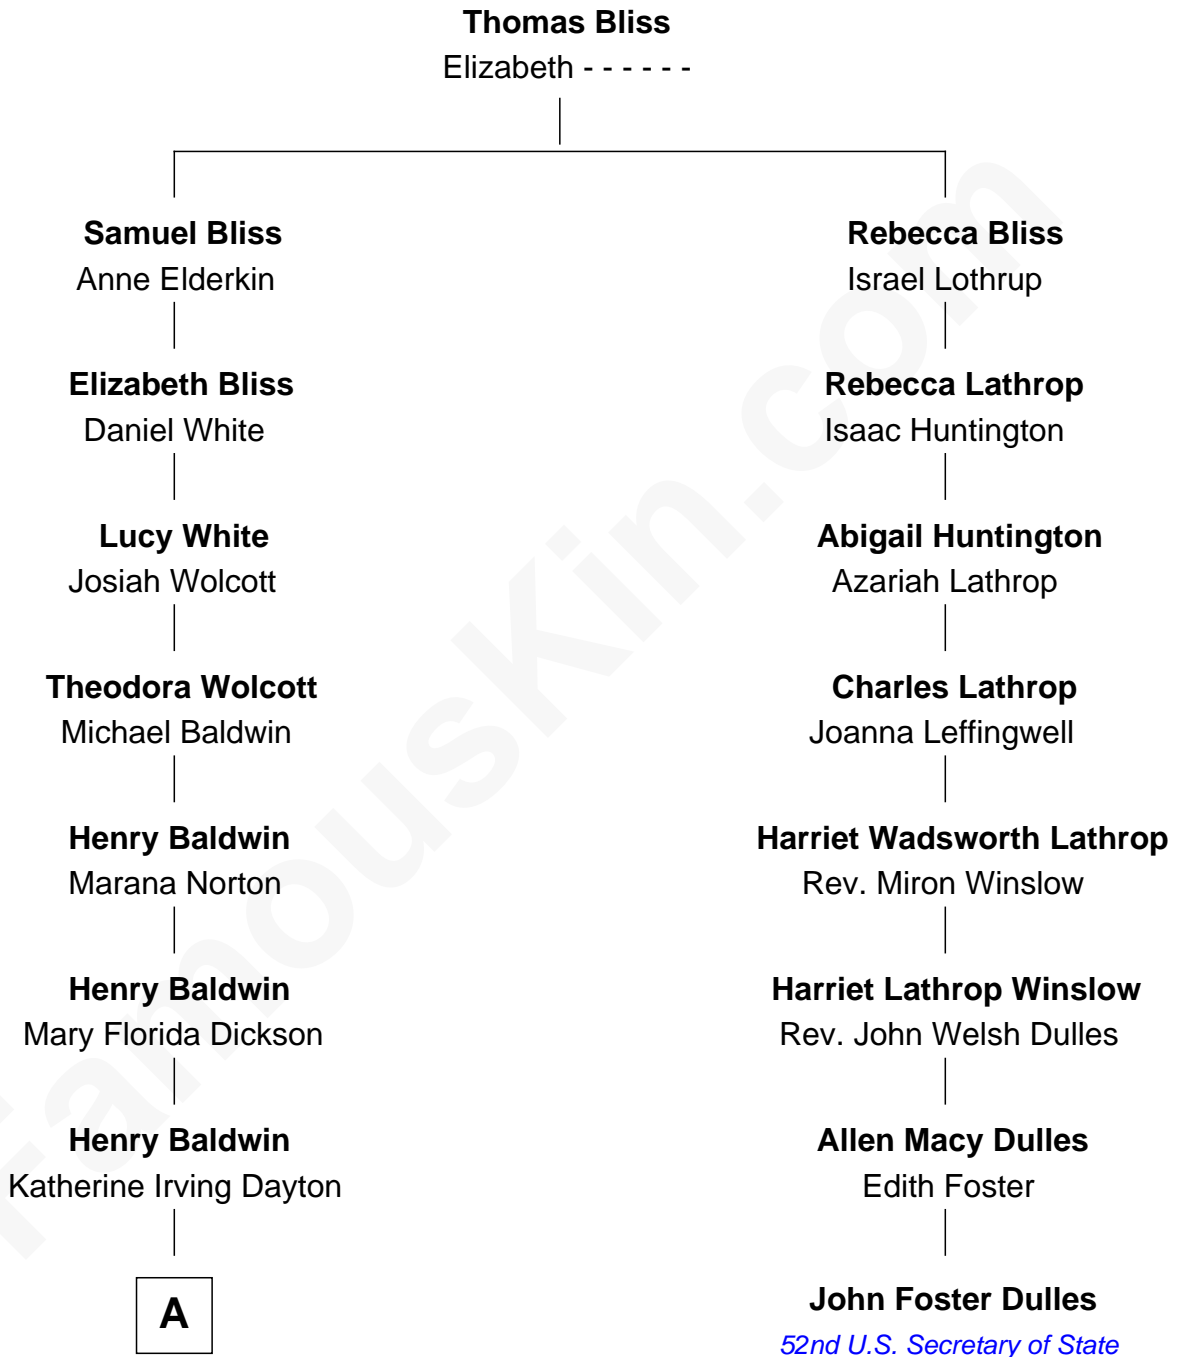 Thomas Bliss
Elizabeth - - - - - -
Samuel Bliss
Anne Elderkin
Rebecca Bliss
Israel Lothrup
Elizabeth Bliss
Daniel White
Rebecca Lathrop
Isaac Huntington
Lucy White
Josiah Wolcott
Abigail Huntington
Azariah Lathrop
Theodora Wolcott
Michael Baldwin
Charles Lathrop
Joanna Leffingwell
Henry Baldwin
Marana Norton
Harriet Wadsworth Lathrop
Rev. Miron Winslow
Henry Baldwin
Mary Florida Dickson
Harriet Lathrop Winslow
Rev. John Welsh Dulles
Henry Baldwin
Katherine Irving Dayton
Allen Macy Dulles
Edith Foster
A
John Foster Dulles
52nd U.S. Secretary of State
FamousKin.com